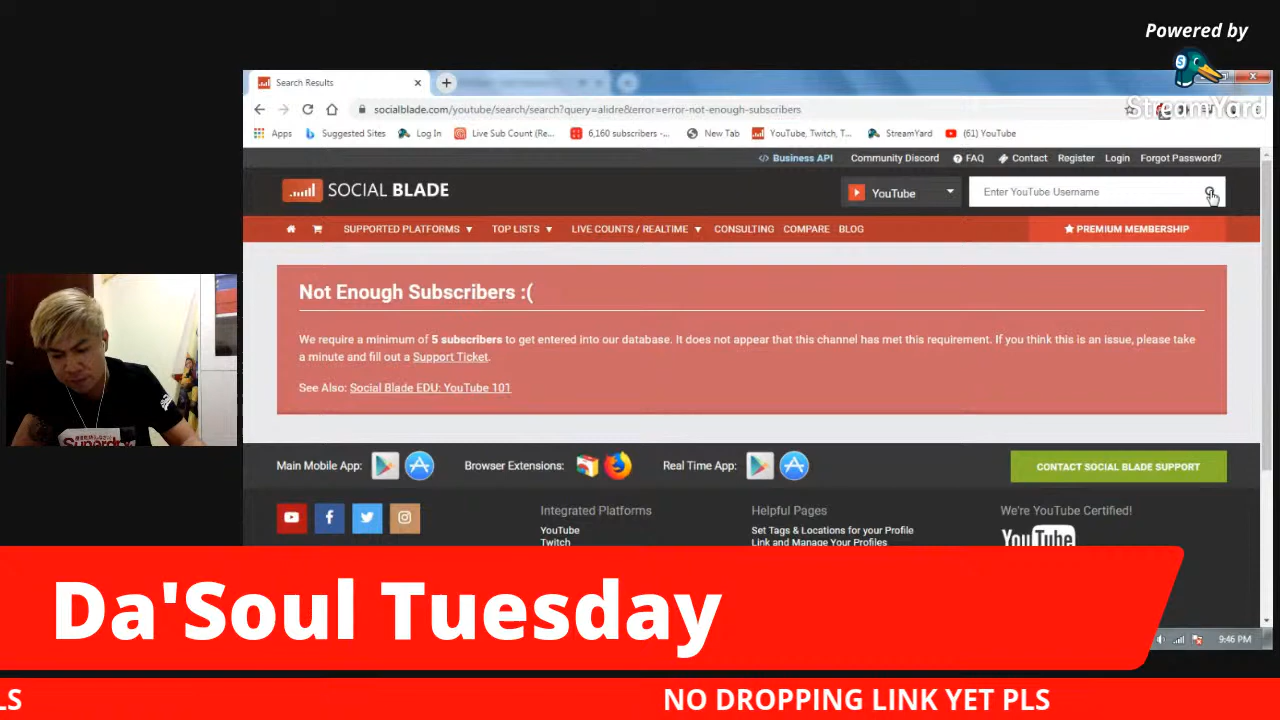 Powered by
StreamYard
Search Results
socialblade.com/youtube/search/search?query=alidre&error=error-not-enough-subscribers
Apps
Suggested Sites
Log In
Live Sub Count (Re...
6,160 subscribers -...
New Tab
YouTube, Twitch, T...
StreamYard
(61) YouTube
Business API
Community Discord
FAQ
Contact
Register
Login
Forgot Password?
SOCIAL BLADE
YouTube
Enter YouTube Username
SUPPORTED PLATFORMS
TOP LISTS
LIVE COUNTS / REALTIME
CONSULTING
COMPARE
BLOG
PREMIUM MEMBERSHIP
Not Enough Subscribers :(
We require a minimum of 5 subscribers to get entered into our database. It does not appear that this channel has met this requirement. If you think this is an issue, please take
a minute and fill out a Support Ticket.
See Also: Social Blade EDU: YouTube 101
Main Mobile App:
Browser Extensions:
Real Time App:
CONTACT SOCIAL BLADE SUPPORT
Integrated Platforms
YouTube
Twitch
Helpful Pages
Set Tags & Locations for your Profile
Link and Manage Your Profiles
We're YouTube Certified!
YouTube
9:46 PM
Da'Soul Tuesday
LS
NO DROPPING LINK YET PLS